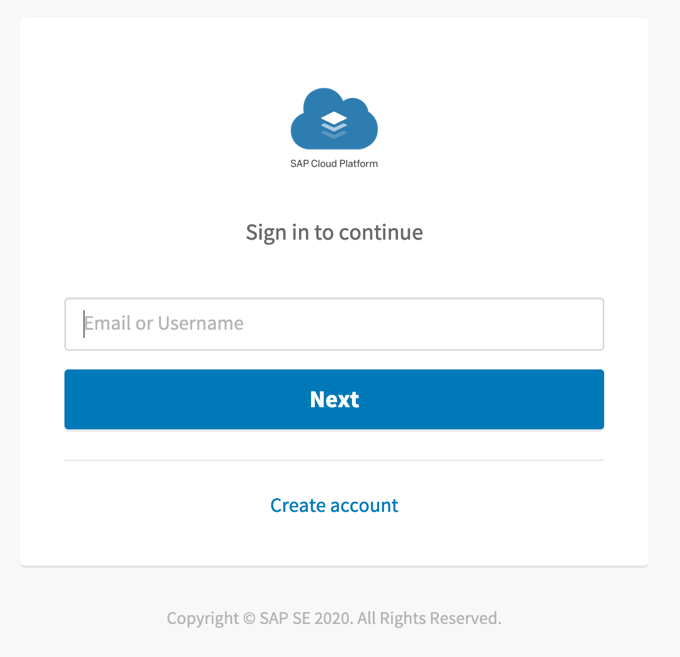 SAP Cloud Platform
Sign in to continue
Email or Username
Next
Create account
Copyright © SAP SE 2020. All Rights Reserved.